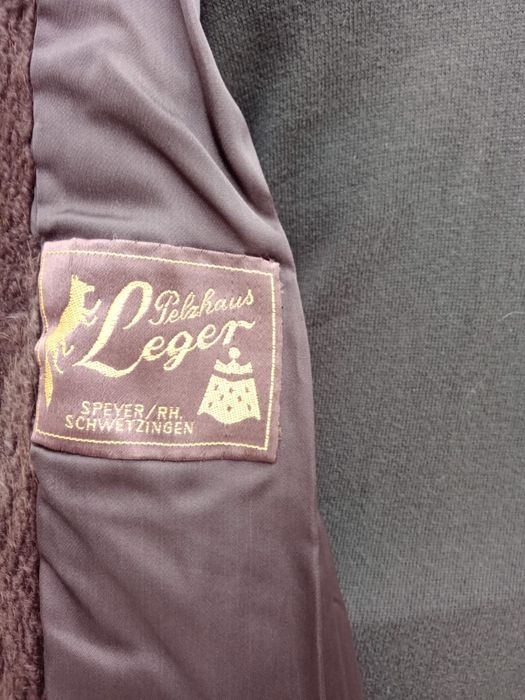 Pelzhaus
Leger
SPEYER/RH.
SCHWETZINGEN